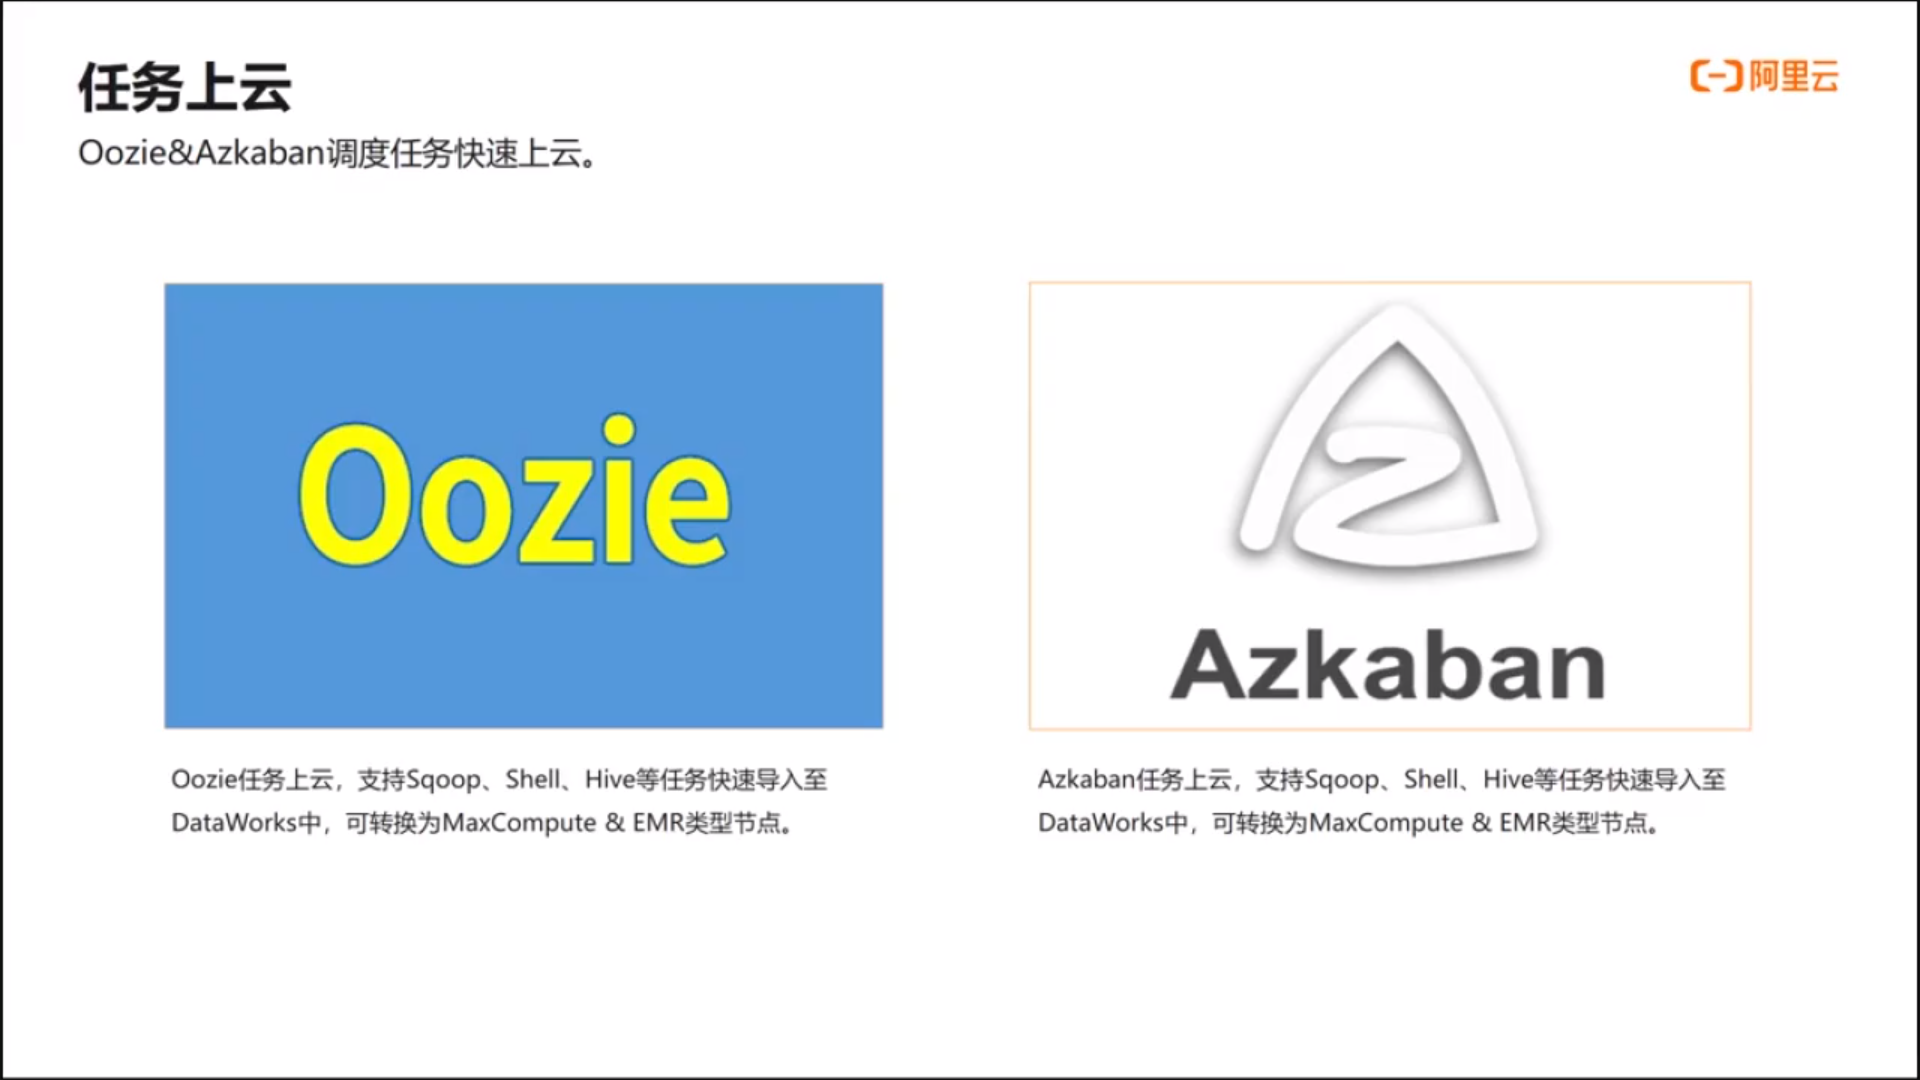 任务上云
阿里云
Oozie&Azkaban调度任务快速上云。
Oozie
Azkaban
Oozie任务上云，支持Sqoop、Shell、Hive等任务快速导入至
DataWorks中，可转换为MaxCompute & EMR类型节点。
Azkaban任务上云，支持Sqoop、Shell、Hive等任务快速导入至
DataWorks中，可转换为MaxCompute & EMR类型节点。